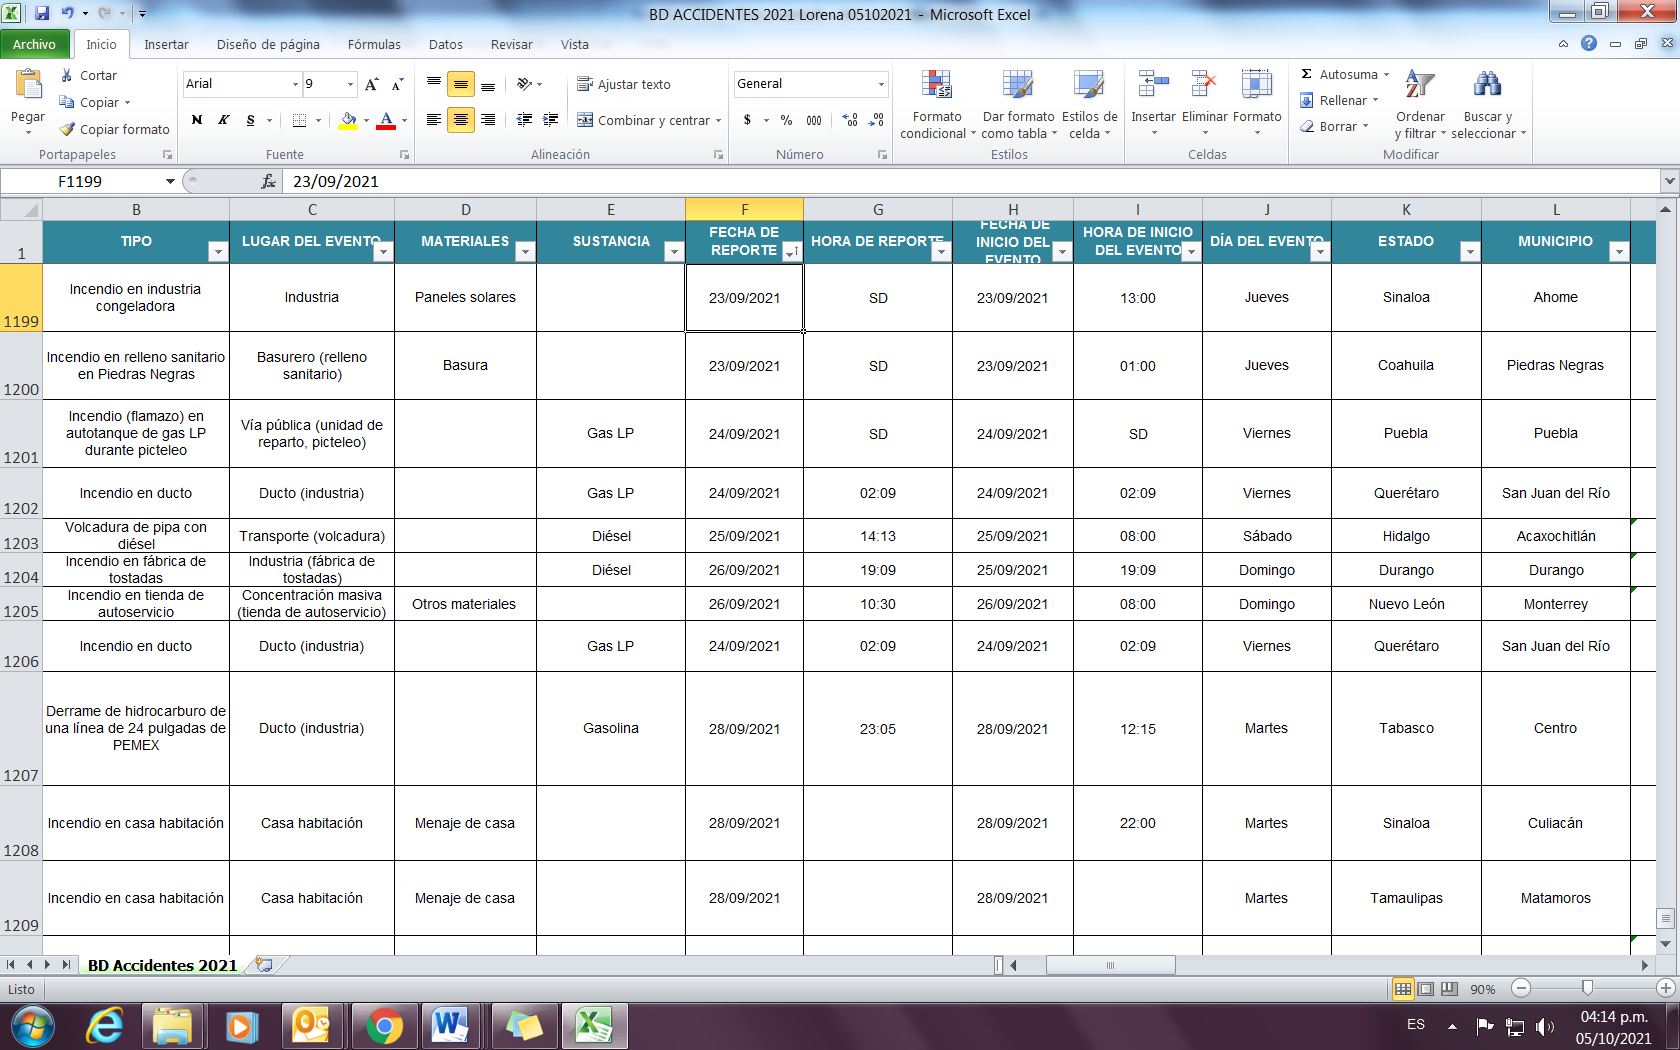 BD ACCIDENTES 2021 Lorena 05102021 - Microsoft Excel
Archivo Inicio Insertar Diseño de página Fórmulas Datos Revisar Vista
Pegar
Cortar
Copiar
Copiar formato
Portapapeles
Arial 9
N K S
Fuente
Ajustar texto
Combinar y centrar
Alineación
General
$ % 000
Número
Formato condicional
Dar formato como tabla
Estilos de celda
Estilos
Insertar Eliminar Formato
Celdas
Autosuma
Rellenar
Borrar
Ordenar y filtrar
Buscar y seleccionar
Modificar
F1199 fx 23/09/2021
B C D E F G H I J K L
1 TIPO LUGAR DEL EVENTO MATERIALES SUSTANCIA FECHA DE REPORTE HORA DE REPORTE FECHA DE INICIO DEL EVENTO HORA DE INICIO DEL EVENTO DÍA DEL EVENTO ESTADO MUNICIPIO
1199 Incendio en industria congeladora Industria Paneles solares 23/09/2021 SD 23/09/2021 13:00 Jueves Sinaloa Ahome
1200 Incendio en relleno sanitario en Piedras Negras Basurero (relleno sanitario) Basura 23/09/2021 SD 23/09/2021 01:00 Jueves Coahuila Piedras Negras
1201 Incendio (flamazo) en autotanque de gas LP durante picteleo Vía pública (unidad de reparto, picteleo) Gas LP 24/09/2021 SD 24/09/2021 SD Viernes Puebla Puebla
1202 Incendio en ducto Ducto (industria) Gas LP 24/09/2021 02:09 24/09/2021 02:09 Viernes Querétaro San Juan del Río
1203 Volcadura de pipa con diésel Transporte (volcadura) Diésel 25/09/2021 14:13 25/09/2021 08:00 Sábado Hidalgo Acaxochitlán
1204 Incendio en fábrica de tostadas Industria (fábrica de tostadas) Diésel 26/09/2021 19:09 25/09/2021 19:09 Domingo Durango Durango
1205 Incendio en tienda de autoservicio Concentración masiva (tienda de autoservicio) Otros materiales 26/09/2021 10:30 26/09/2021 08:00 Domingo Nuevo León Monterrey
1206 Incendio en ducto Ducto (industria) Gas LP 24/09/2021 02:09 24/09/2021 02:09 Viernes Querétaro San Juan del Río
1207 Derrame de hidrocarburo de una línea de 24 pulgadas de PEMEX Ducto (industria) Gasolina 28/09/2021 23:05 28/09/2021 12:15 Martes Tabasco Centro
1208 Incendio en casa habitación Casa habitación Menaje de casa 28/09/2021 28/09/2021 22:00 Martes Sinaloa Culiacán
1209 Incendio en casa habitación Casa habitación Menaje de casa 28/09/2021 28/09/2021 Martes Tamaulipas Matamoros
BD Accidentes 2021
Listo 90%
ES 04:14 p.m.
05/10/2021